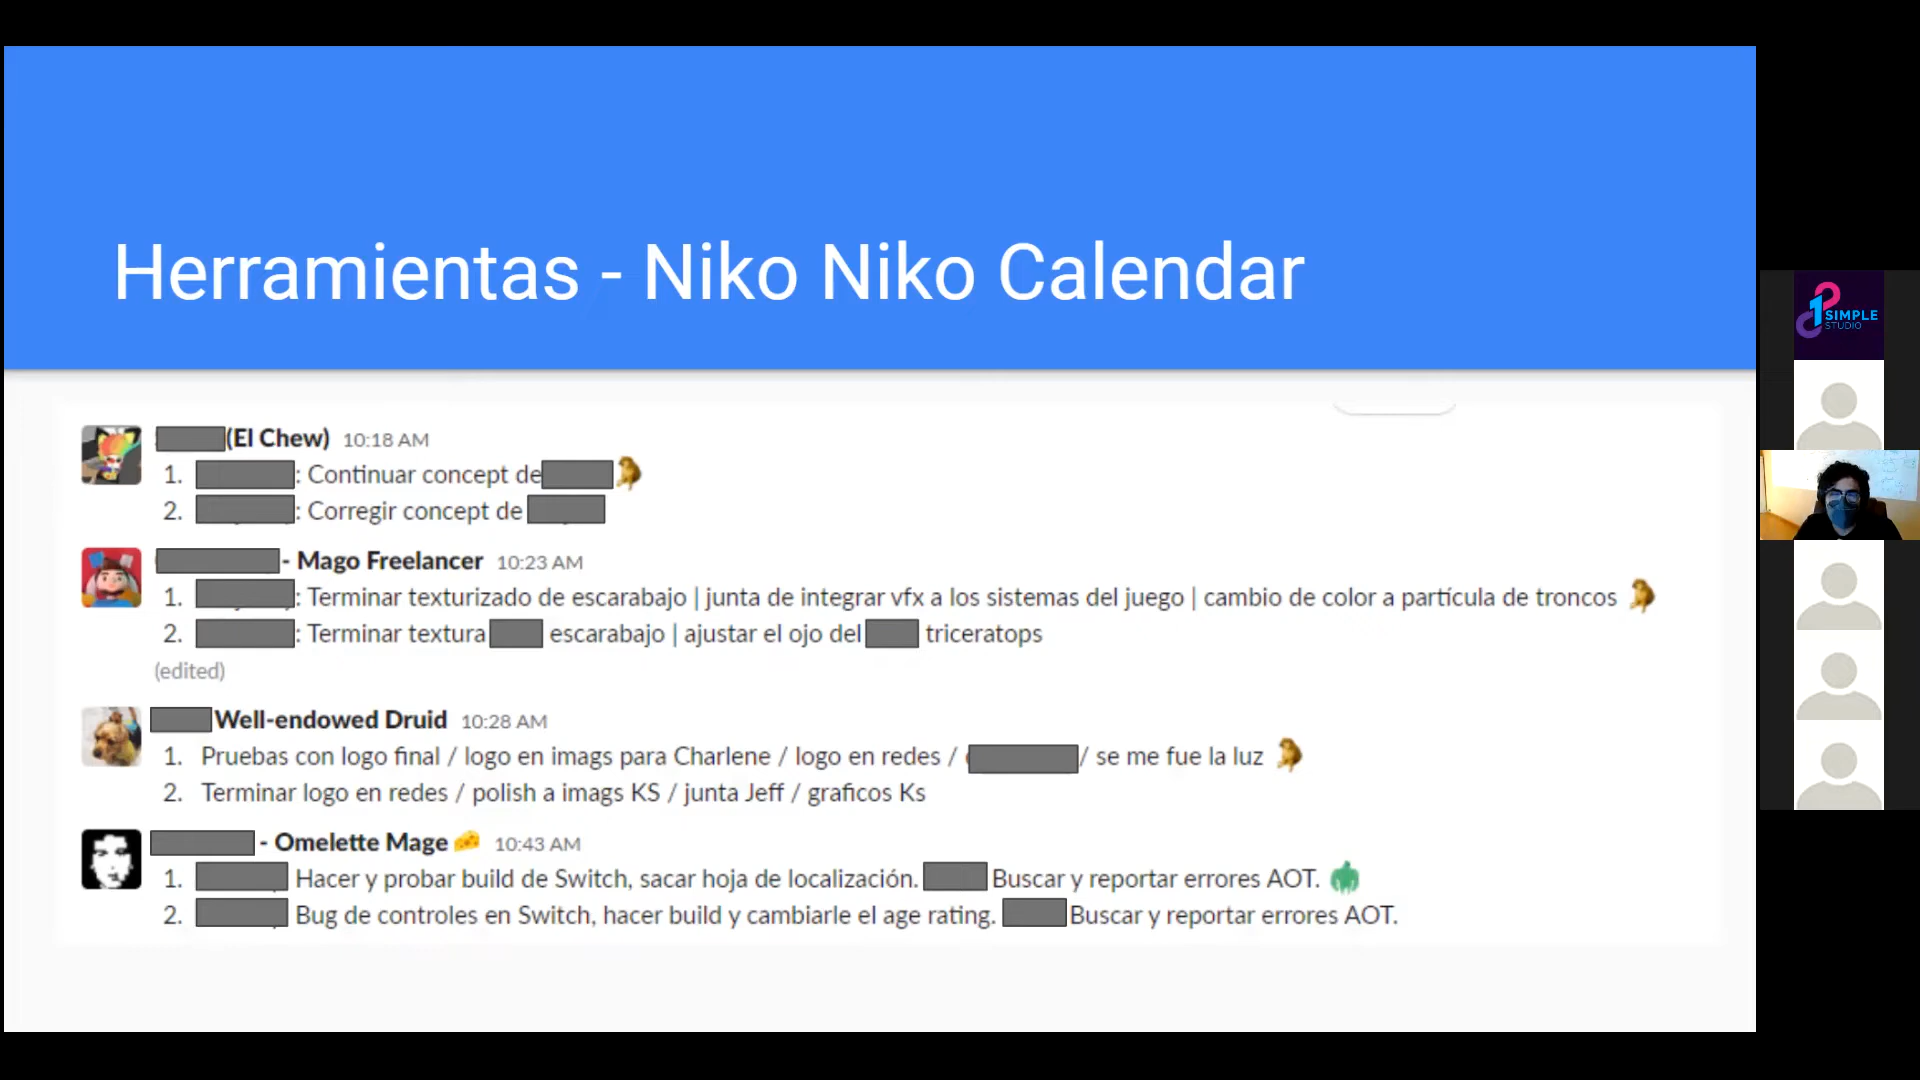 Herramientas - Niko Niko Calendar
(El Chew) 10:18 AM
1. : Continuar concept de
2. : Corregir concept de
- Mago Freelancer 10:23 AM
1. : Terminar texturizado de escarabajo | junta de integrar vfx a los sistemas del juego | cambio de color a partícula de troncos
2. : Terminar textura escarabajo | ajustar el ojo del triceratops
(edited)
Well-endowed Druid 10:28 AM
1. Pruebas con logo final / logo en imags para Charlene / logo en redes / / se me fue la luz
2. Terminar logo en redes / polish a imags KS / junta Jeff / graficos Ks
- Omelette Mage 10:43 AM
1. Hacer y probar build de Switch, sacar hoja de localización. Buscar y reportar errores AOT.
2. Bug de controles en Switch, hacer build y cambiarle el age rating. Buscar y reportar errores AOT.
1 SIMPLE
STUDIO